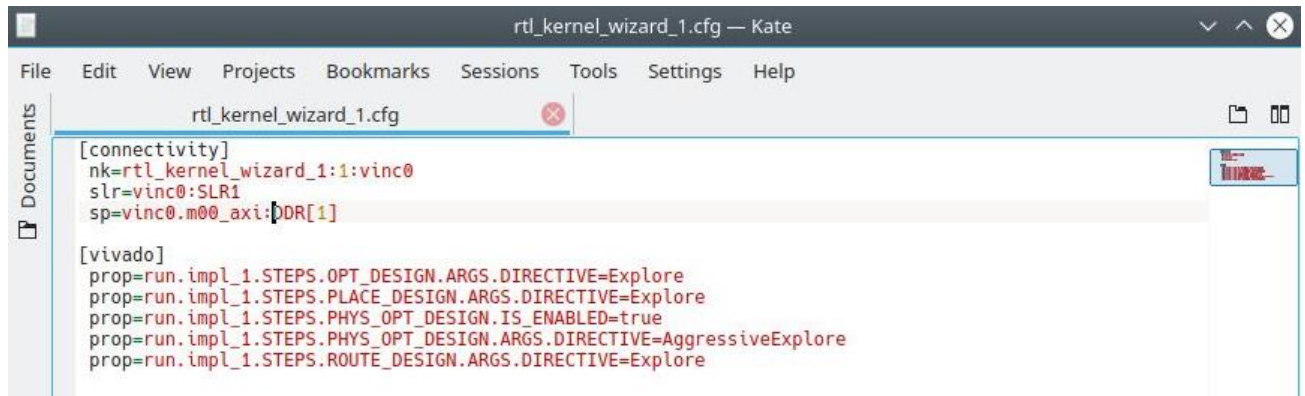 rtl_kernel_wizard_1.cfg — Kate
File Edit View Projects Bookmarks Sessions Tools Settings Help
rtl_kernel_wizard_1.cfg
Documents
[connectivity]
nk=rtl_kernel_wizard_1:1:vinc0
slr=vinc0:SLR1
sp=vinc0.m00_axi:DDR[1]
[vivado]
prop=run.impl_1.STEPS.OPT_DESIGN.ARGS.DIRECTIVE=Explore
prop=run.impl_1.STEPS.PLACE_DESIGN.ARGS.DIRECTIVE=Explore
prop=run.impl_1.STEPS.PHYS_OPT_DESIGN.IS_ENABLED=true
prop=run.impl_1.STEPS.PHYS_OPT_DESIGN.ARGS.DIRECTIVE=AggressiveExplore
prop=run.impl_1.STEPS.ROUTE_DESIGN.ARGS.DIRECTIVE=Explore